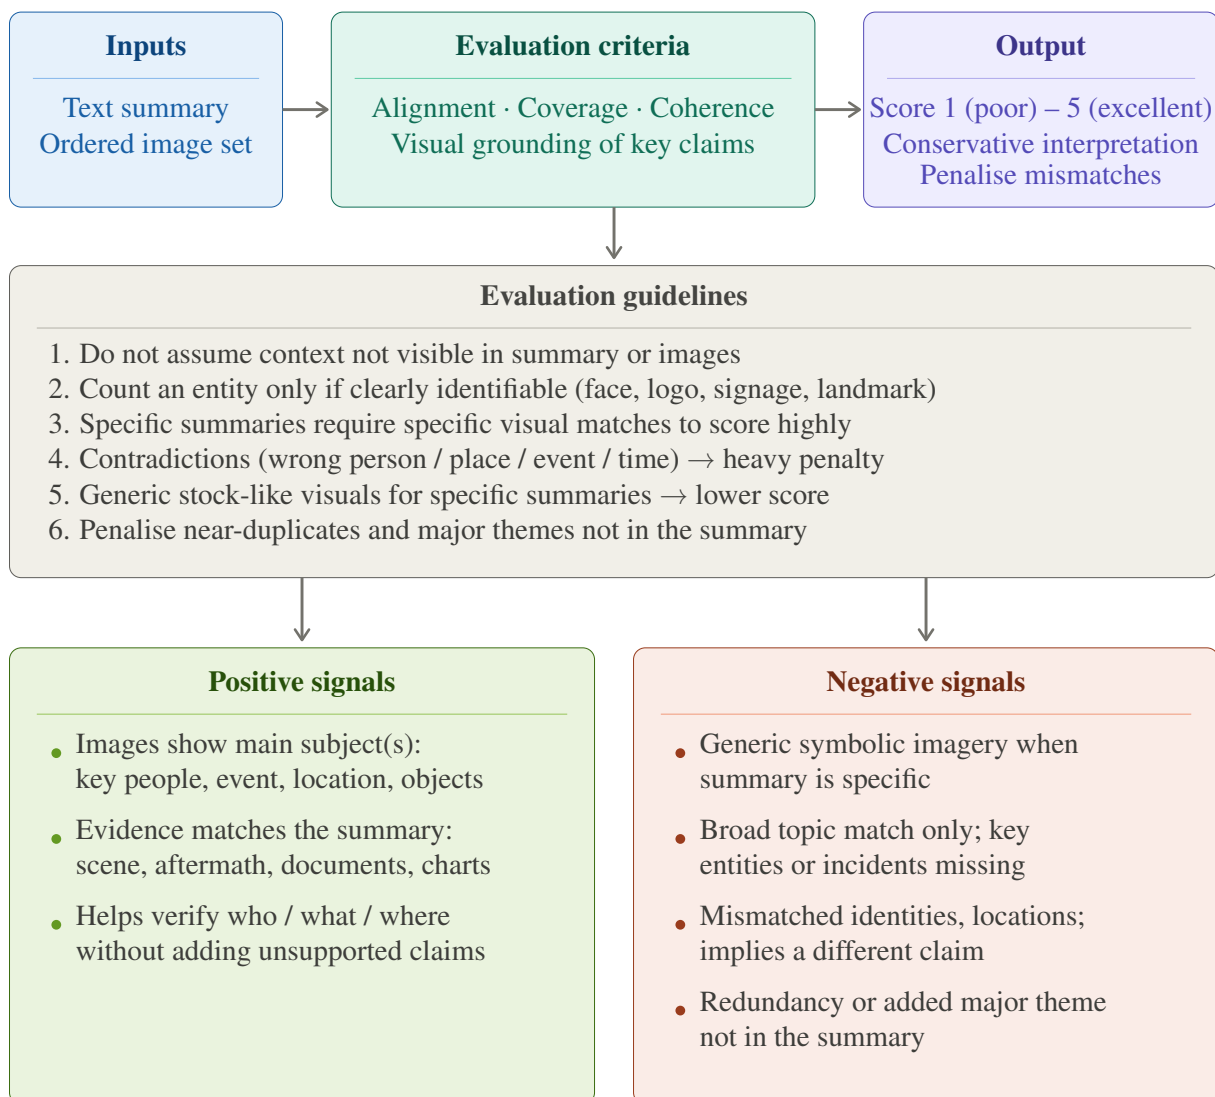 Inputs
Text summary
Ordered image set
Evaluation criteria
Alignment · Coverage · Coherence
Visual grounding of key claims
Output
Score 1 (poor) – 5 (excellent)
Conservative interpretation
Penalise mismatches
Evaluation guidelines
1. Do not assume context not visible in summary or images
2. Count an entity only if clearly identifiable (face, logo, signage, landmark)
3. Specific summaries require specific visual matches to score highly
4. Contradictions (wrong person / place / event / time) → heavy penalty
5. Generic stock-like visuals for specific summaries → lower score
6. Penalise near-duplicates and major themes not in the summary
Positive signals
• Images show main subject(s):
key people, event, location, objects
• Evidence matches the summary:
scene, aftermath, documents, charts
• Helps verify who / what / where
without adding unsupported claims
Negative signals
• Generic symbolic imagery when
summary is specific
• Broad topic match only; key
entities or incidents missing
• Mismatched identities, locations;
implies a different claim
• Redundancy or added major theme
not in the summary